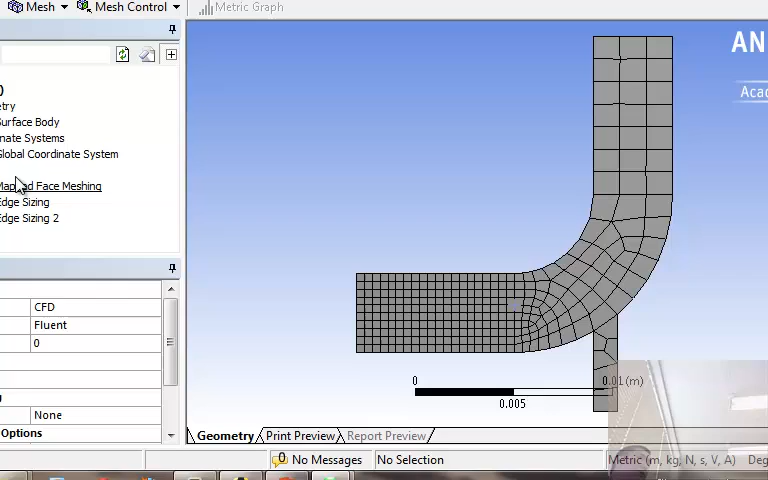 Mesh Mesh Control Metric Graph
AN
Acad
)
etry
Surface Body
nate Systems
Global Coordinate System
Mapped Face Meshing
Edge Sizing
Edge Sizing 2
CFD
Fluent
0
None
Options
0 0.01 (m)
0.005
Geometry Print Preview Report Preview
0 No Messages No Selection Metric (m, kg, N, s, V, A) Deg